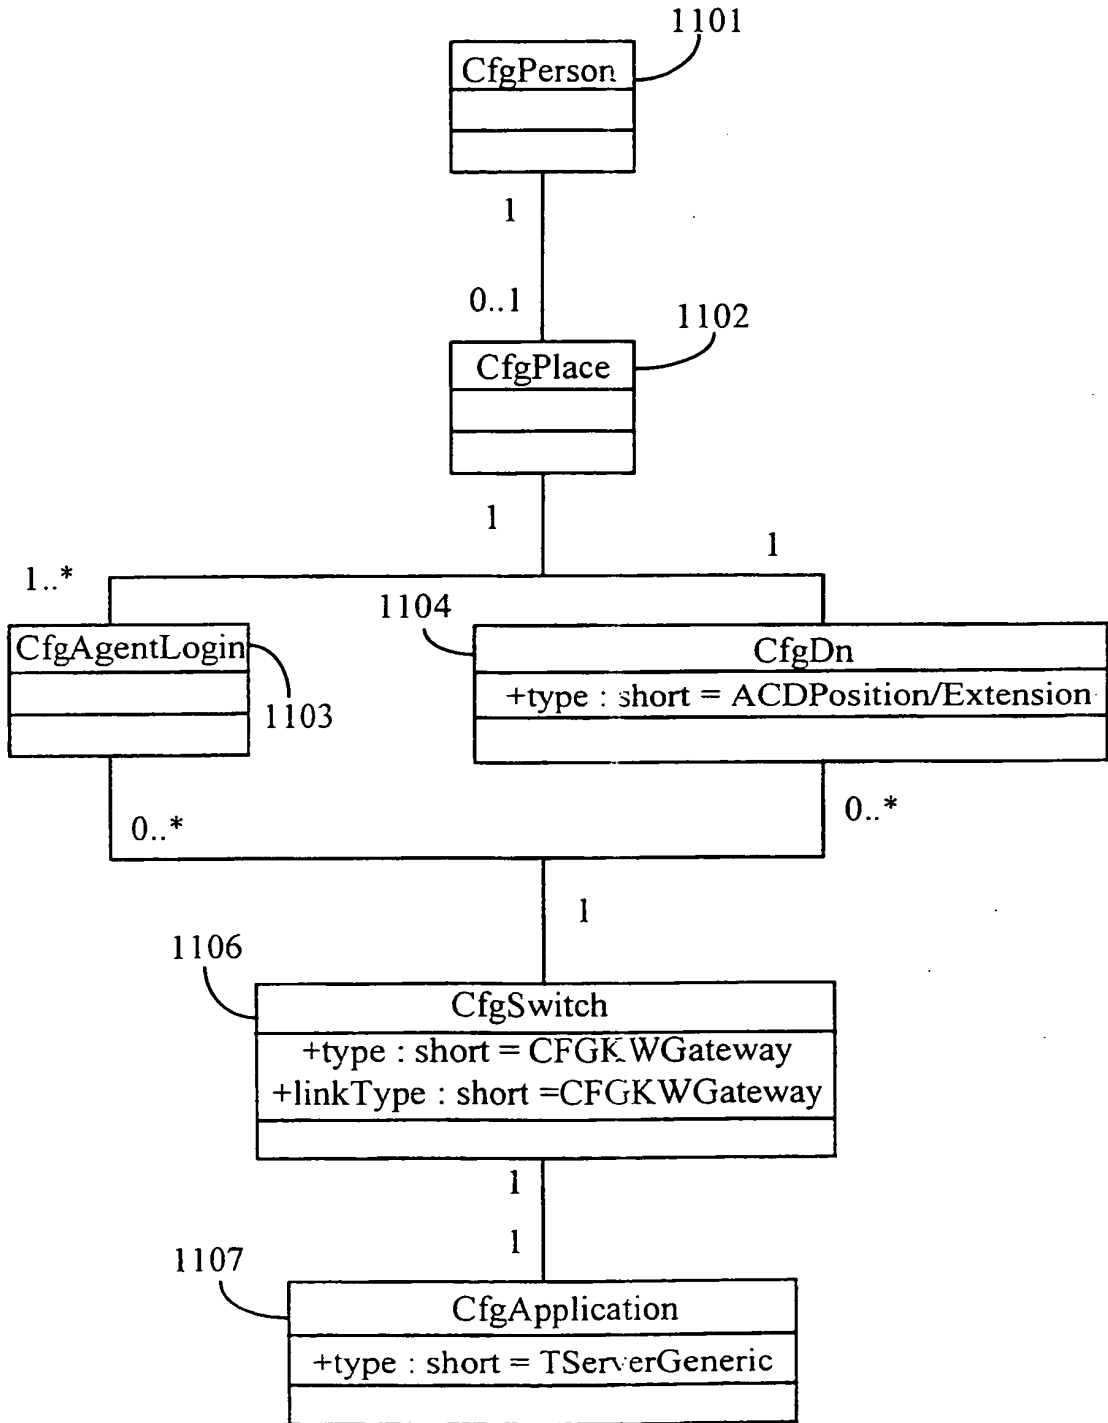 1101
CfgPerson
1
0..1
1102
CfgPlace
1
1
1..*
1104
CfgAgentLogin
1103
CfgDn
+type : short = ACDPosition/Extension
0..*
0..*
1
1106
CfgSwitch
+type : short = CFGKWGateway
+linkType : short =CFGKWGateway
1
1
1107
CfgApplication
+type : short = TServerGeneric